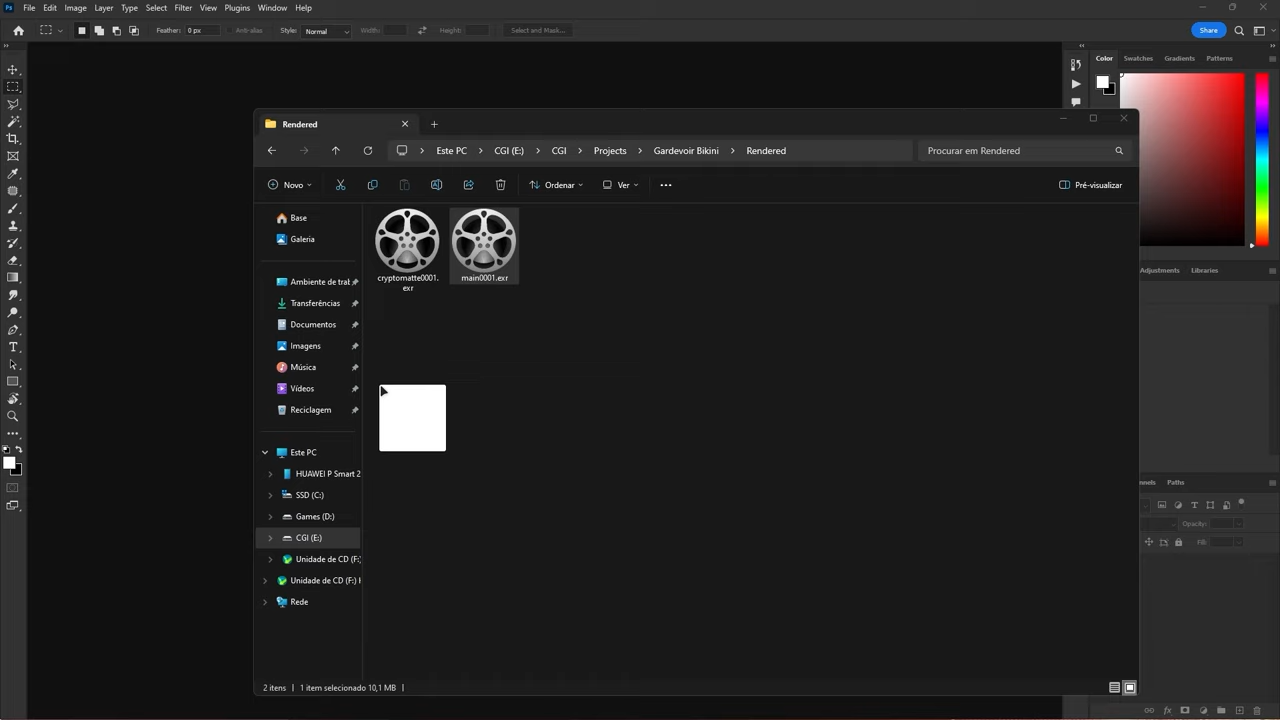 Ps File Edit Image Layer Type Select Filter View Plugins Window Help
Feather: 0 px Anti-alias Style: Normal Width: Height: Select and Mask... Share
Color Swatches Gradients Patterns
Rendered
Este PC > CGI (E:) > CGI > Projects > Gardevoir Bikini > Rendered
Procurar em Rendered
Novo Ordenar Ver ... Pré-visualizar
Base
Galeria
Ambiente de tral
Transferências
Documentos
Imagens
Música
Vídeos
Reciclagem
Este PC
HUAWEI P Smart 2
SSD (C:)
Games (D:)
CGI (E:)
Unidade de CD (F:)
Unidade de CD (F:)
Rede
cryptomatte0001.
exr
main0001.exr
2 itens | 1 item selecionado 10,1 MB |
Adjustments Libraries
nnels Paths
Opacity:
Fill: